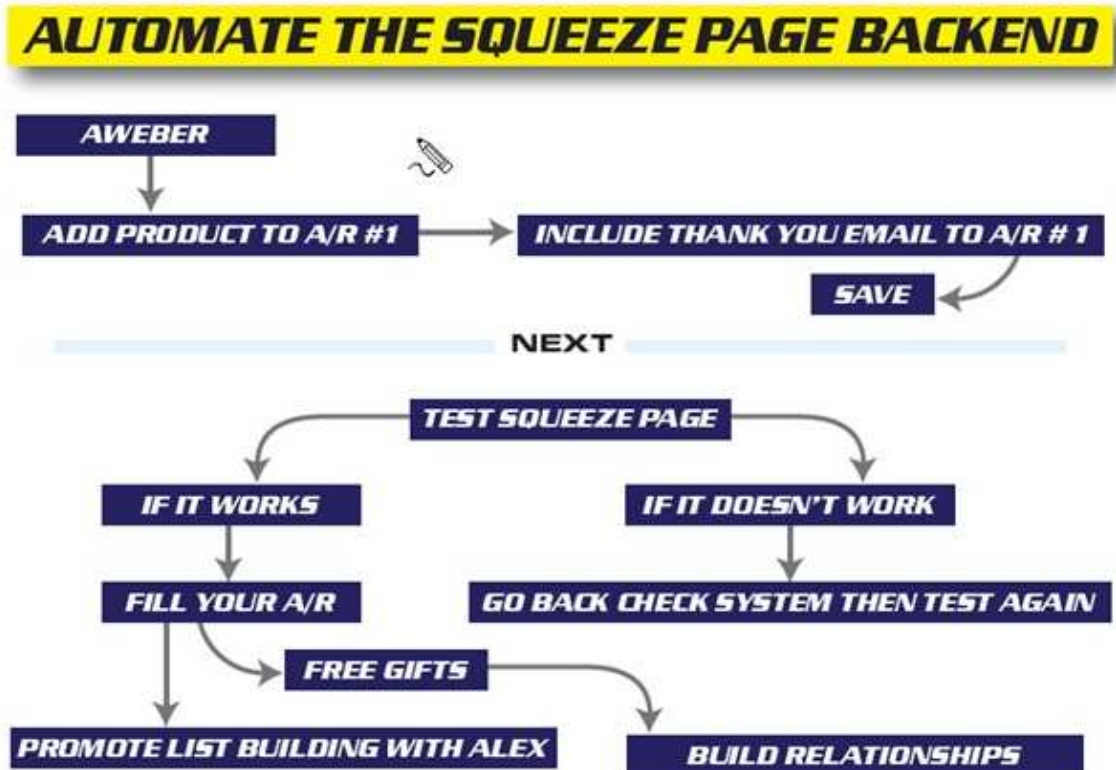 AUTOMATE THE SQUEEZE PAGE BACKEND
AWEBER
ADD PRODUCT TO A/R #1
INCLUDE THANK YOU EMAIL TO A/R # 1
SAVE
NEXT
TEST SQUEEZE PAGE
IF IT WORKS
IF IT DOESN'T WORK
FILL YOUR A/R
GO BACK CHECK SYSTEM THEN TEST AGAIN
FREE GIFTS
PROMOTE LIST BUILDING WITH ALEX
BUILD RELATIONSHIPS